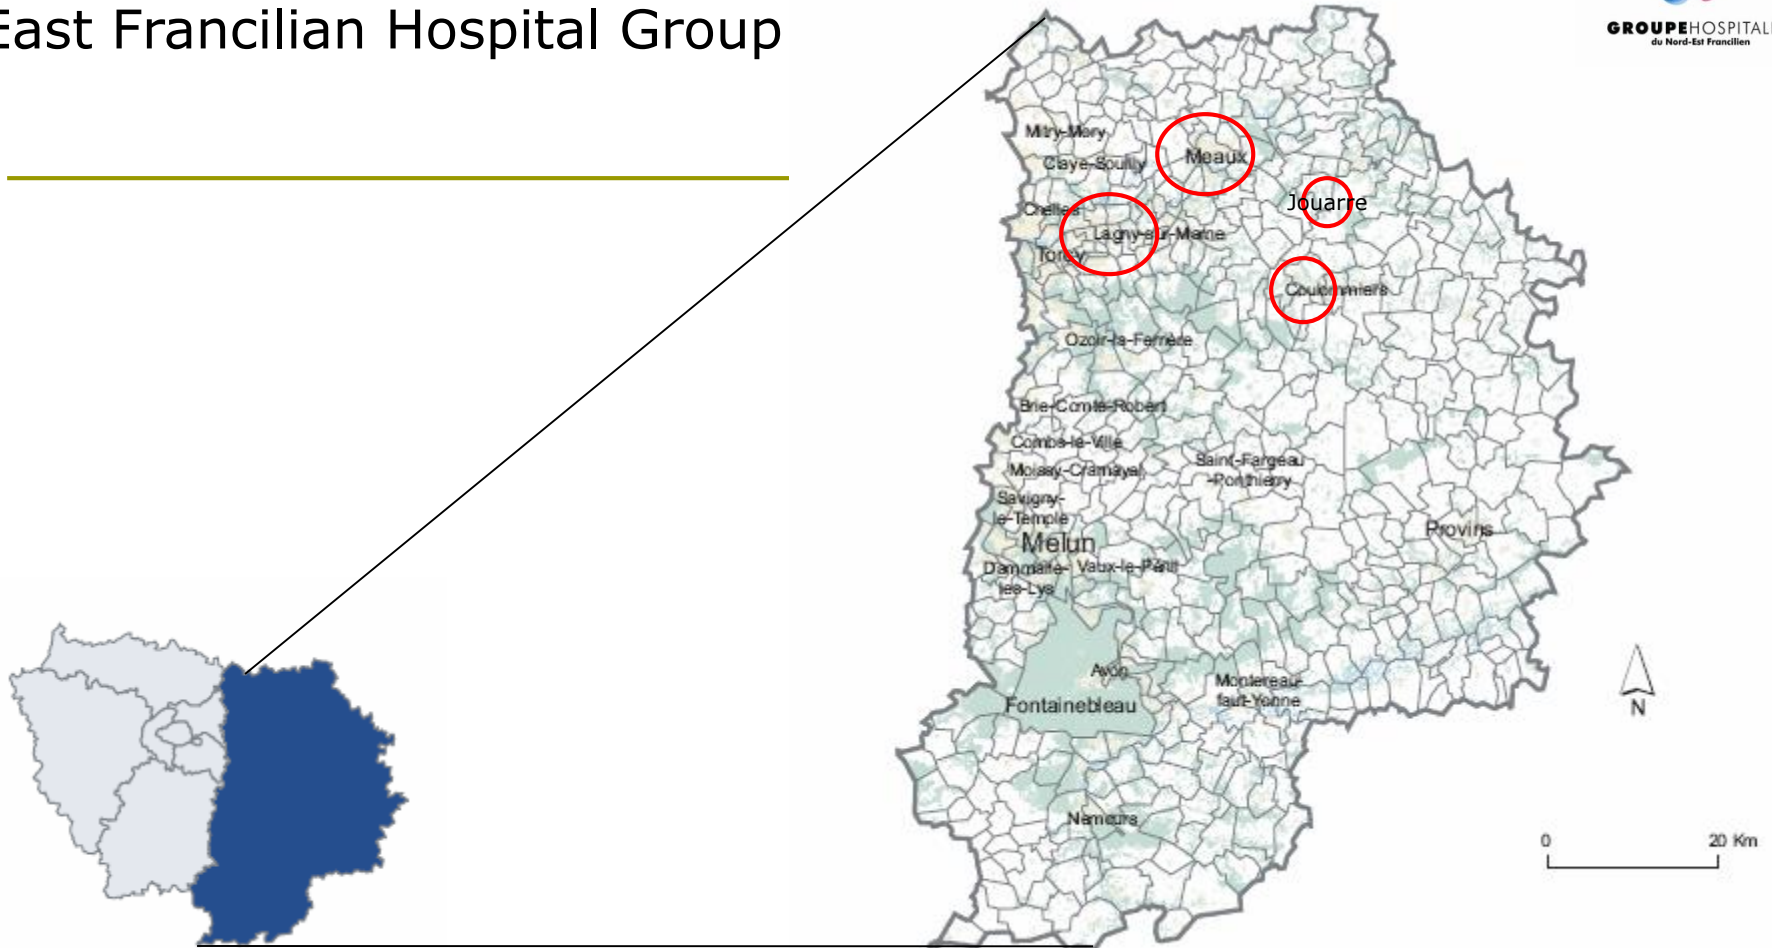 East Francilian Hospital Group
GROUPEHOSPITALI
du Nord-Est Francilien
Mitry-Mory
Claye-Souilly
Meaux
Jouarre
Chelles
Lagny-sur-Marne
Torcy
Coulommiers
Ozoir-la-Ferrière
Brie-Comte-Robert
Combs-le-Ville
Moissy-Cramayel
Saint-Fargeau
-Ponthierry
Savigny-
le-Temple
Melun
Provins
Dammarie-
les-Lys
Vaux-le-Pénil
Avon
Fontainebleau
Montereau-
fault-Yonne
N
Nemours
0
20 Km